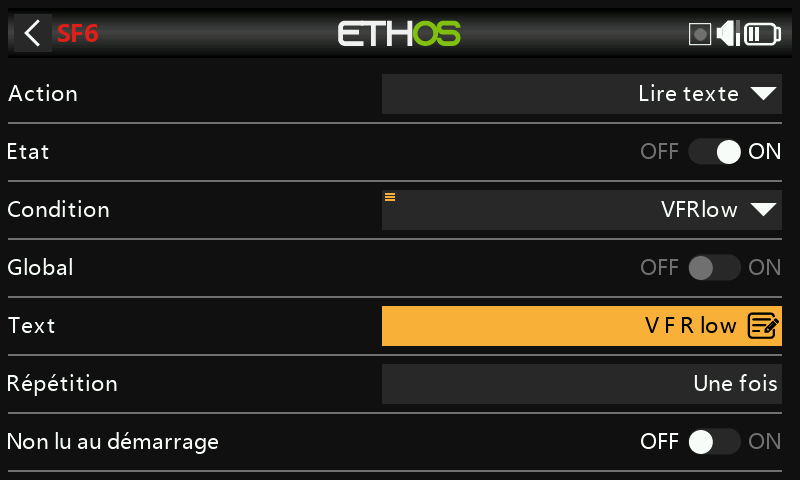 SF6 ETHOS
Action Lire texte
Etat OFF ON
Condition VFRlow
Global OFF ON
Text V F R low
Répétition Une fois
Non lu au démarrage OFF ON